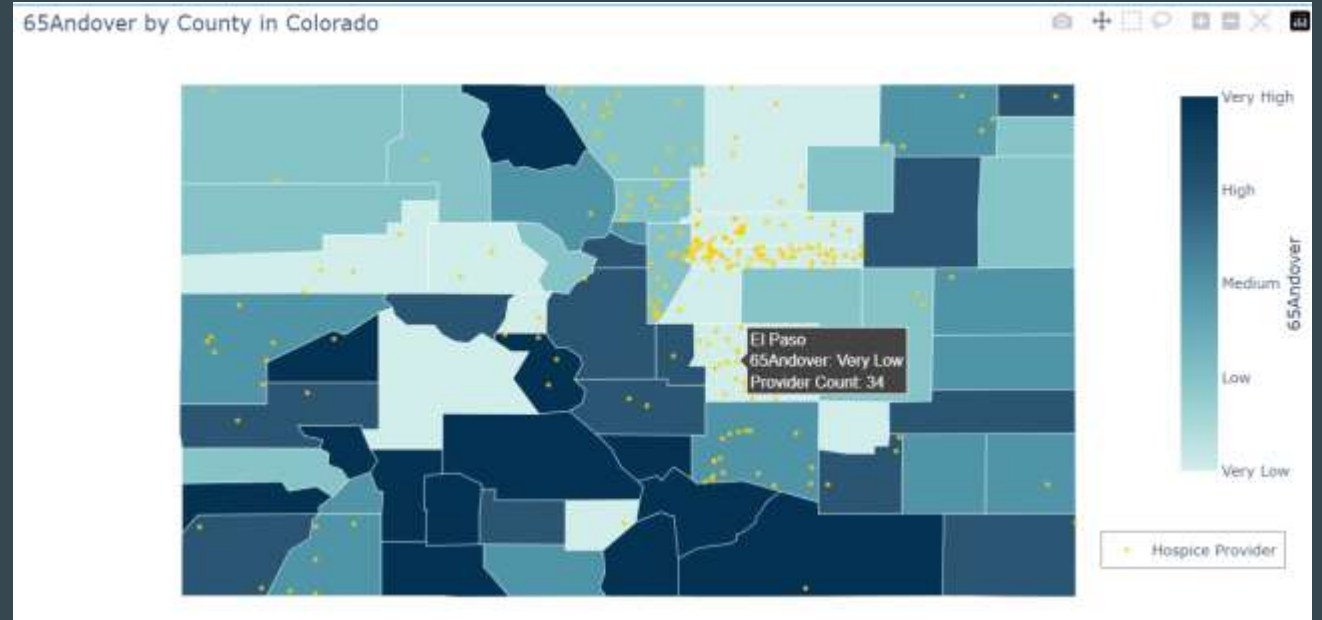 65Andover by County in Colorado
Very High
High
Medium
Low
Very Low
65Andover
El Paso
65Andover: Very Low
Provider Count: 34
Hospice Provider